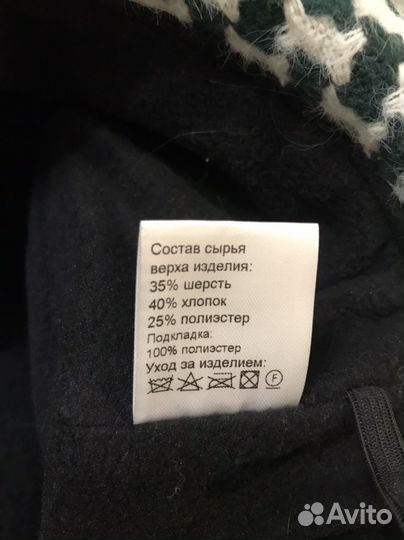 Состав сырья
верха изделия:
35% шерсть
40% хлопок
25% полиэстер
Подкладка:
100% полиэстер
Уход за изделием:
F
Avito